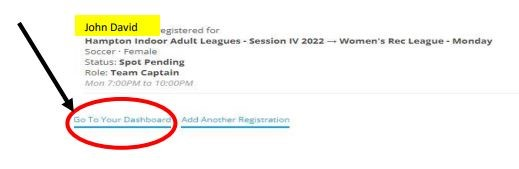 John David egistered for
Hampton Indoor Adult Leagues - Session IV 2022 → Women's Rec League - Monday
Soccer · Female
Status: Spot Pending
Role: Team Captain
Mon 7:00PM to 10:00PM
Go To Your Dashboard Add Another Registration